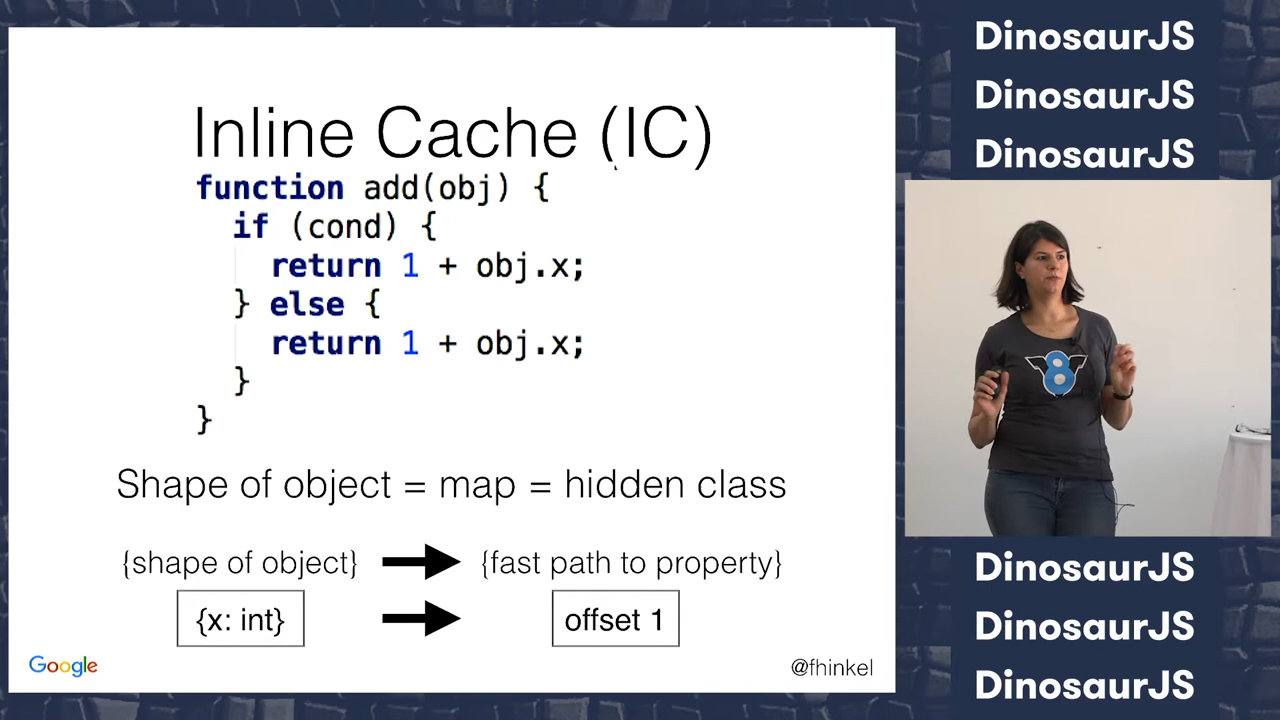 Inline Cache (IC)
function add(obj) {
if (cond) {
return 1 + obj.x;
} else {
return 1 + obj.x;
}
}
Shape of object = map = hidden class
{shape of object} {fast path to property}
{x: int} offset 1
Google @fhinkel
DinosaurJS
DinosaurJS
DinosaurJS
8
DinosaurJS
DinosaurJS
DinosaurJS